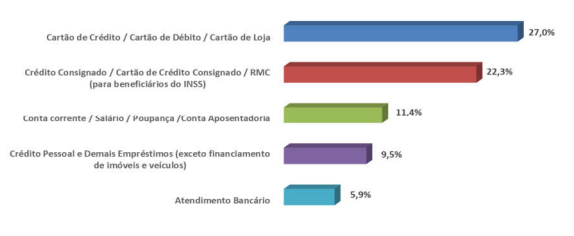 Cartão de Crédito / Cartão de Débito / Cartão de Loja
27,0%
Crédito Consignado / Cartão de Crédito Consignado / RMC
(para beneficiários do INSS)
22,3%
Conta corrente / Salário / Poupança /Conta Aposentadoria
11,4%
Crédito Pessoal e Demais Empréstimos (exceto financiamento
de imóveis e veículos)
9,5%
Atendimento Bancário
5,9%